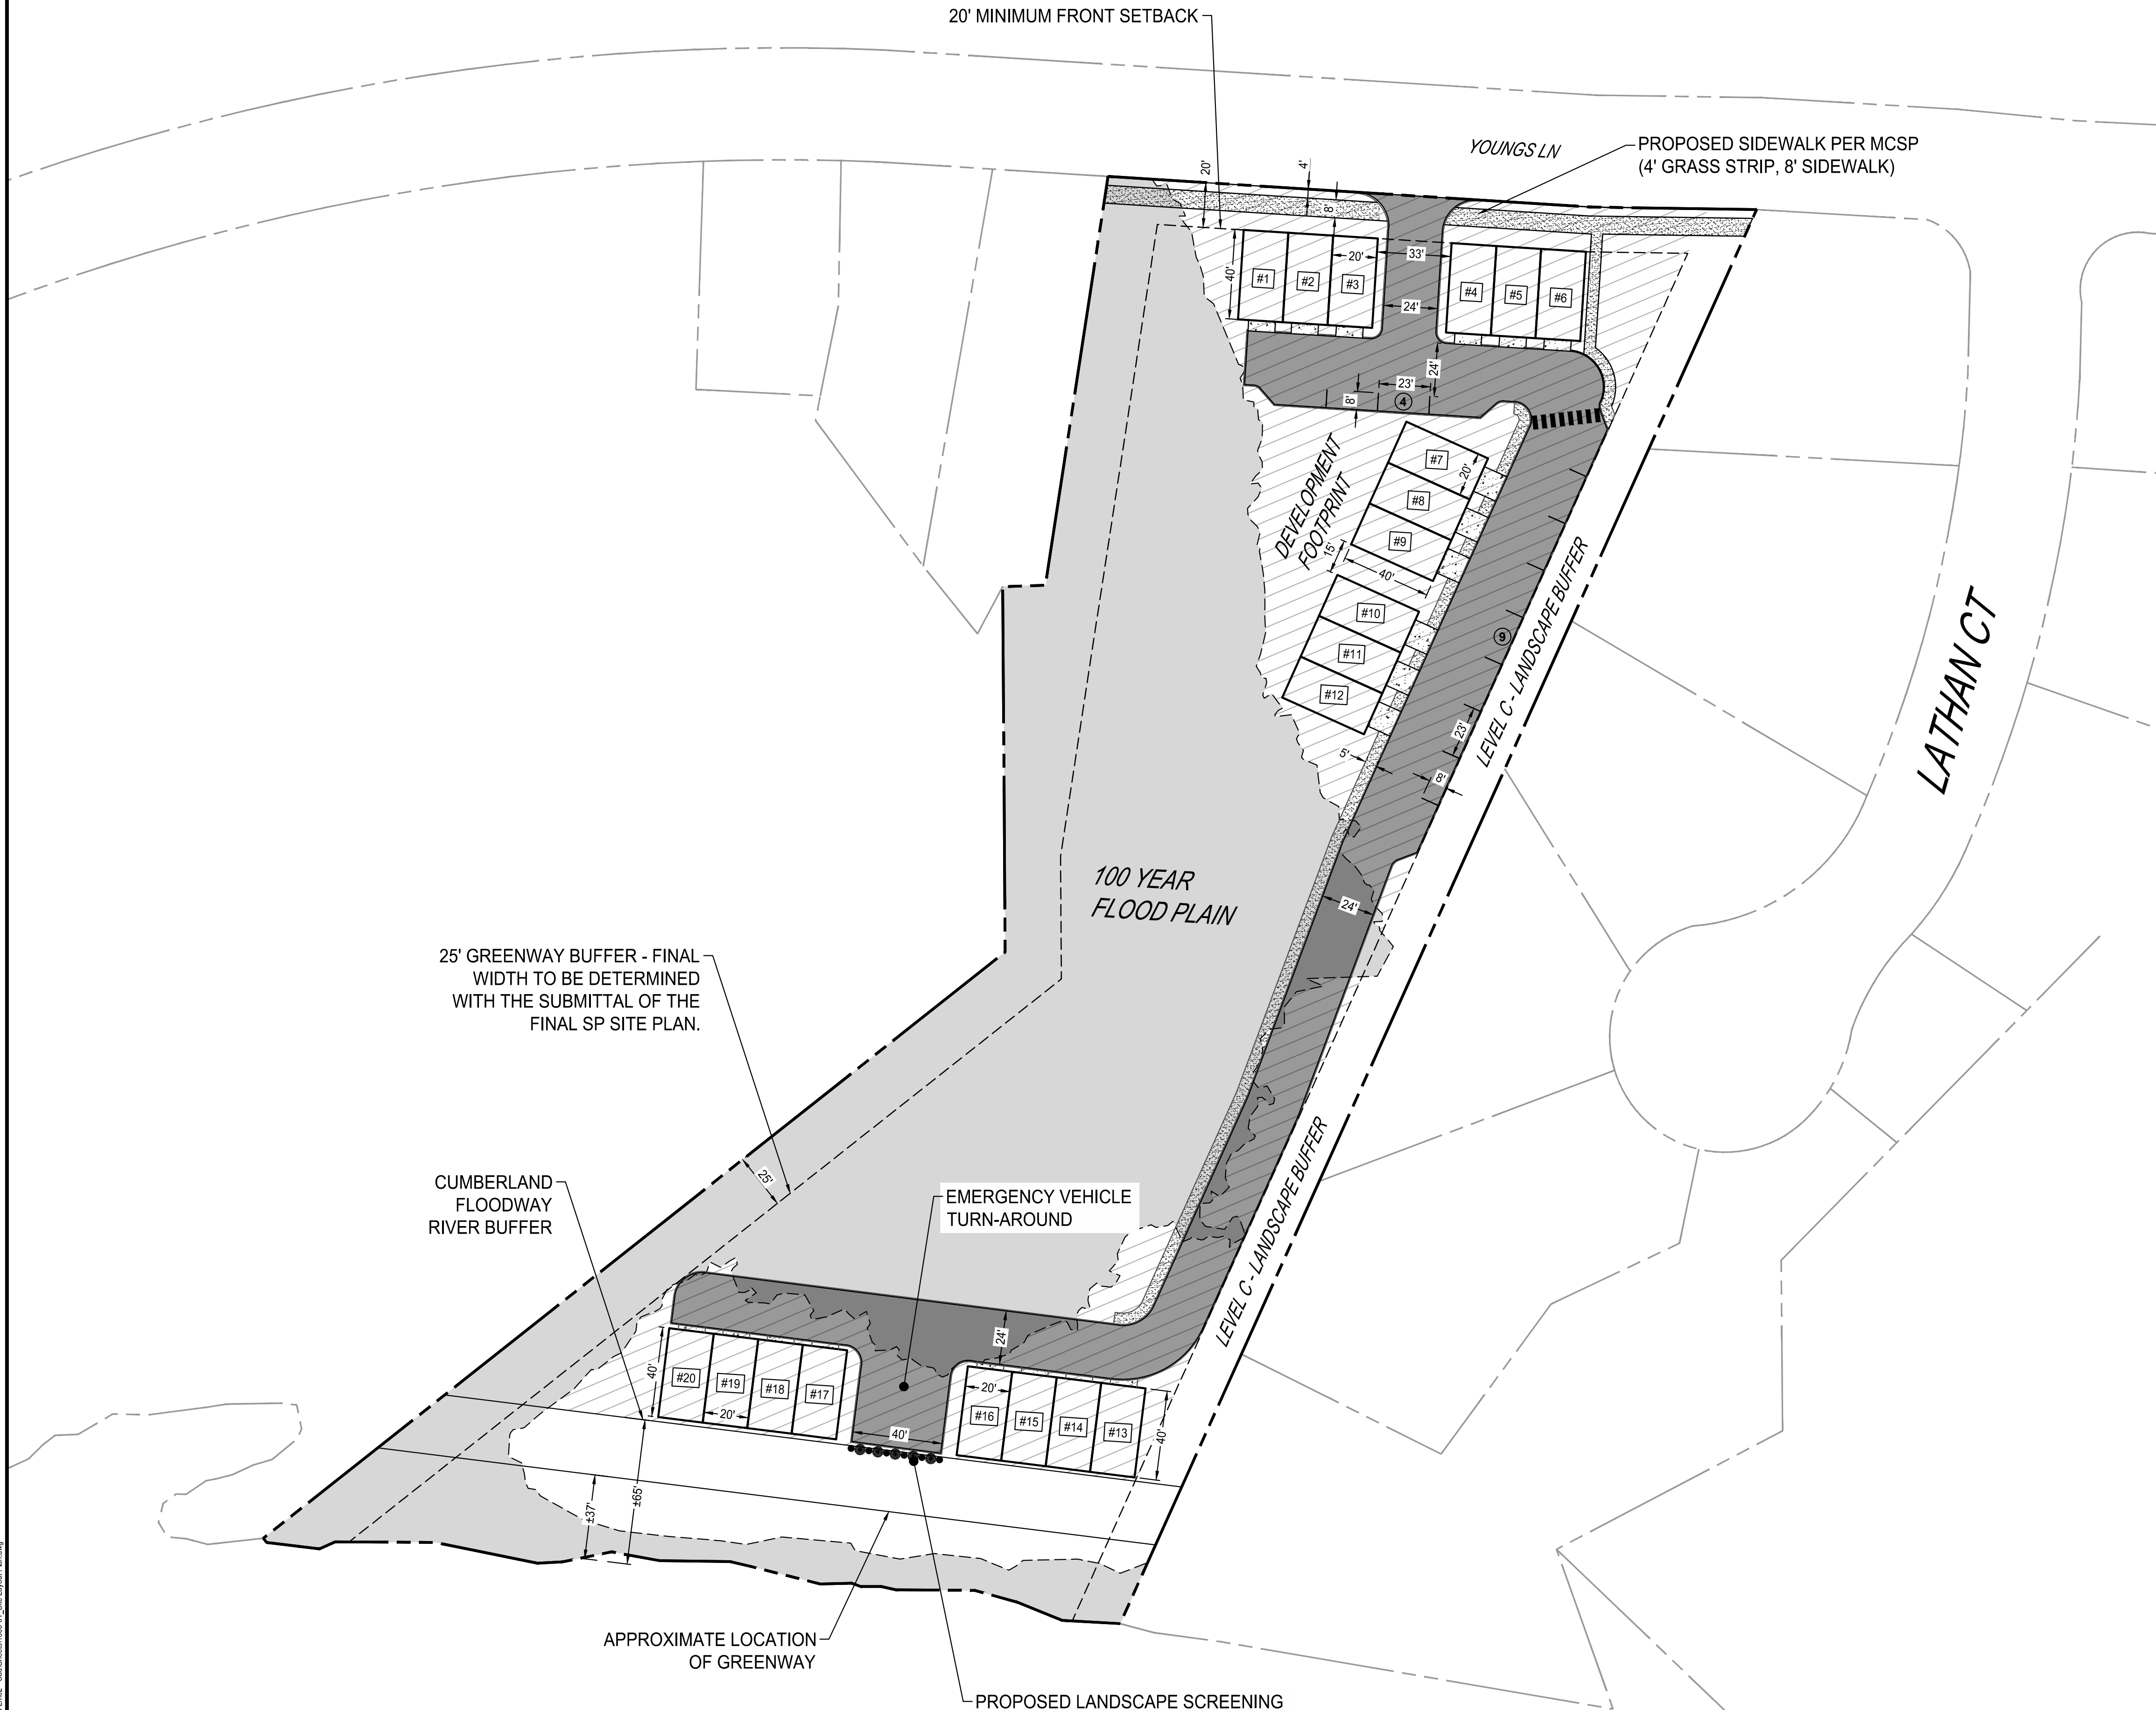 20' MINIMUM FRONT SETBACK
YOUNGS LN
PROPOSED SIDEWALK PER MCSP
(4' GRASS STRIP, 8' SIDEWALK)
20'
4'
8'
40'
#1
#2
#3
20'
33'
24'
#4
#5
#6
24'
23'
8'
4
DEVELOPMENT
FOOTPRINT
#7
20'
#8
#9
15'
40'
#10
#11
#12
9
LEVEL C - LANDSCAPE BUFFER
23'
5'
8'
LATHAN CT
100 YEAR
FLOOD PLAIN
24'
25' GREENWAY BUFFER - FINAL
WIDTH TO BE DETERMINED
WITH THE SUBMITTAL OF THE
FINAL SP SITE PLAN.
25'
CUMBERLAND
FLOODWAY
RIVER BUFFER
EMERGENCY VEHICLE
TURN-AROUND
LEVEL C - LANDSCAPE BUFFER
24'
40'
#20
#19
#18
#17
20'
40'
20'
#16
#15
#14
#13
40'
±37'
±65'
APPROXIMATE LOCATION
OF GREENWAY
PROPOSED LANDSCAPE SCREENING